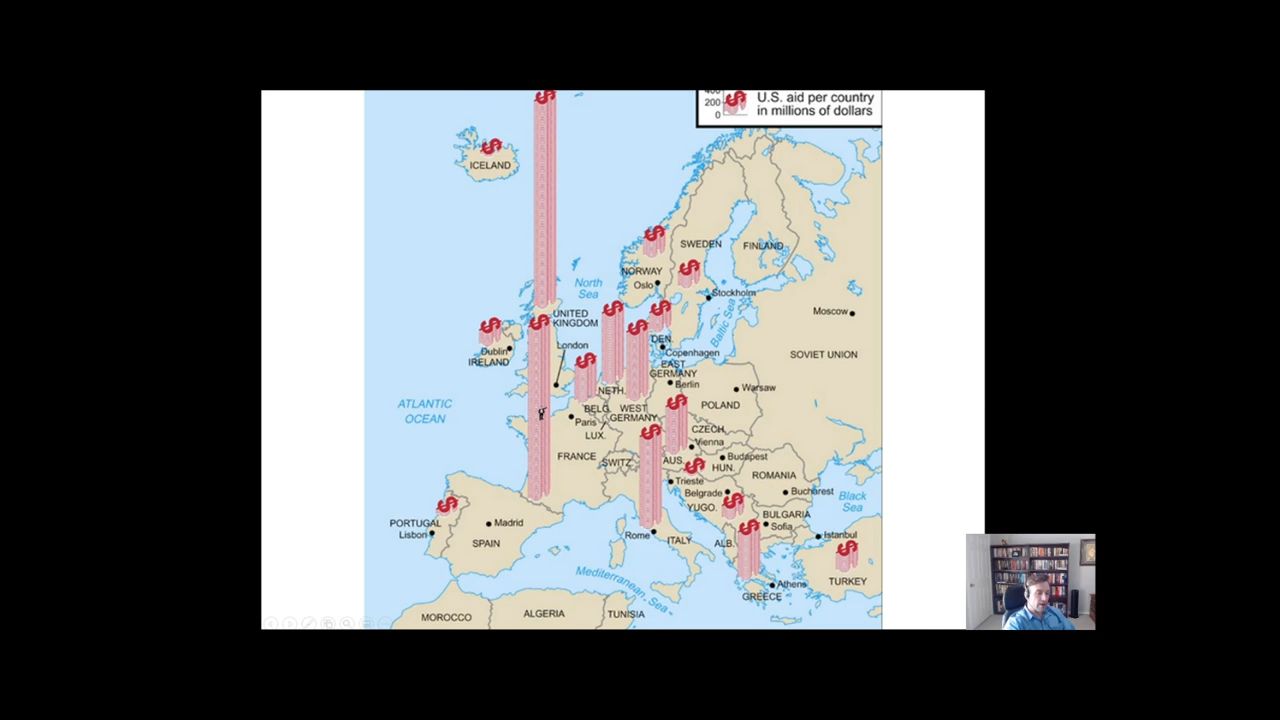 400
200
0
U.S. aid per country
in millions of dollars
ICELAND
SWEDEN
FINLAND
NORWAY
Oslo
Stockholm
North
Sea
Baltic Sea
Moscow
SOVIET UNION
UNITED
KINGDOM
London
Dublin
IRELAND
DEN.
Copenhagen
EAST
GERMANY
Berlin
Warsaw
POLAND
NETH.
BELG.
WEST
GERMANY
Paris
LUX.
ATLANTIC
OCEAN
CZECH.
Vienna
FRANCE
SWITZ.
AUS.
HUN.
Budapest
ROMANIA
Trieste
Belgrade
Bucharest
Black
Sea
YUGO.
BULGARIA
Sofia
PORTUGAL
Lisbon
Madrid
SPAIN
Rome
ITALY
ALB.
Istanbul
TURKEY
Mediterranean Sea
Athens
GREECE
MOROCCO
ALGERIA
TUNISIA